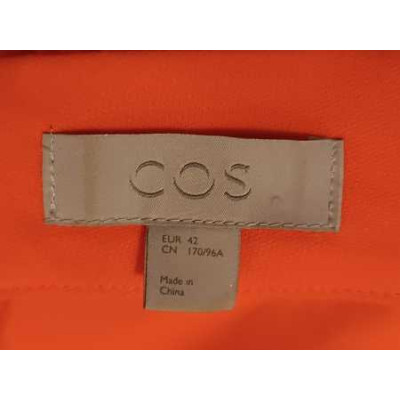 COS
EUR 42
CN 170/96A
Made in
China